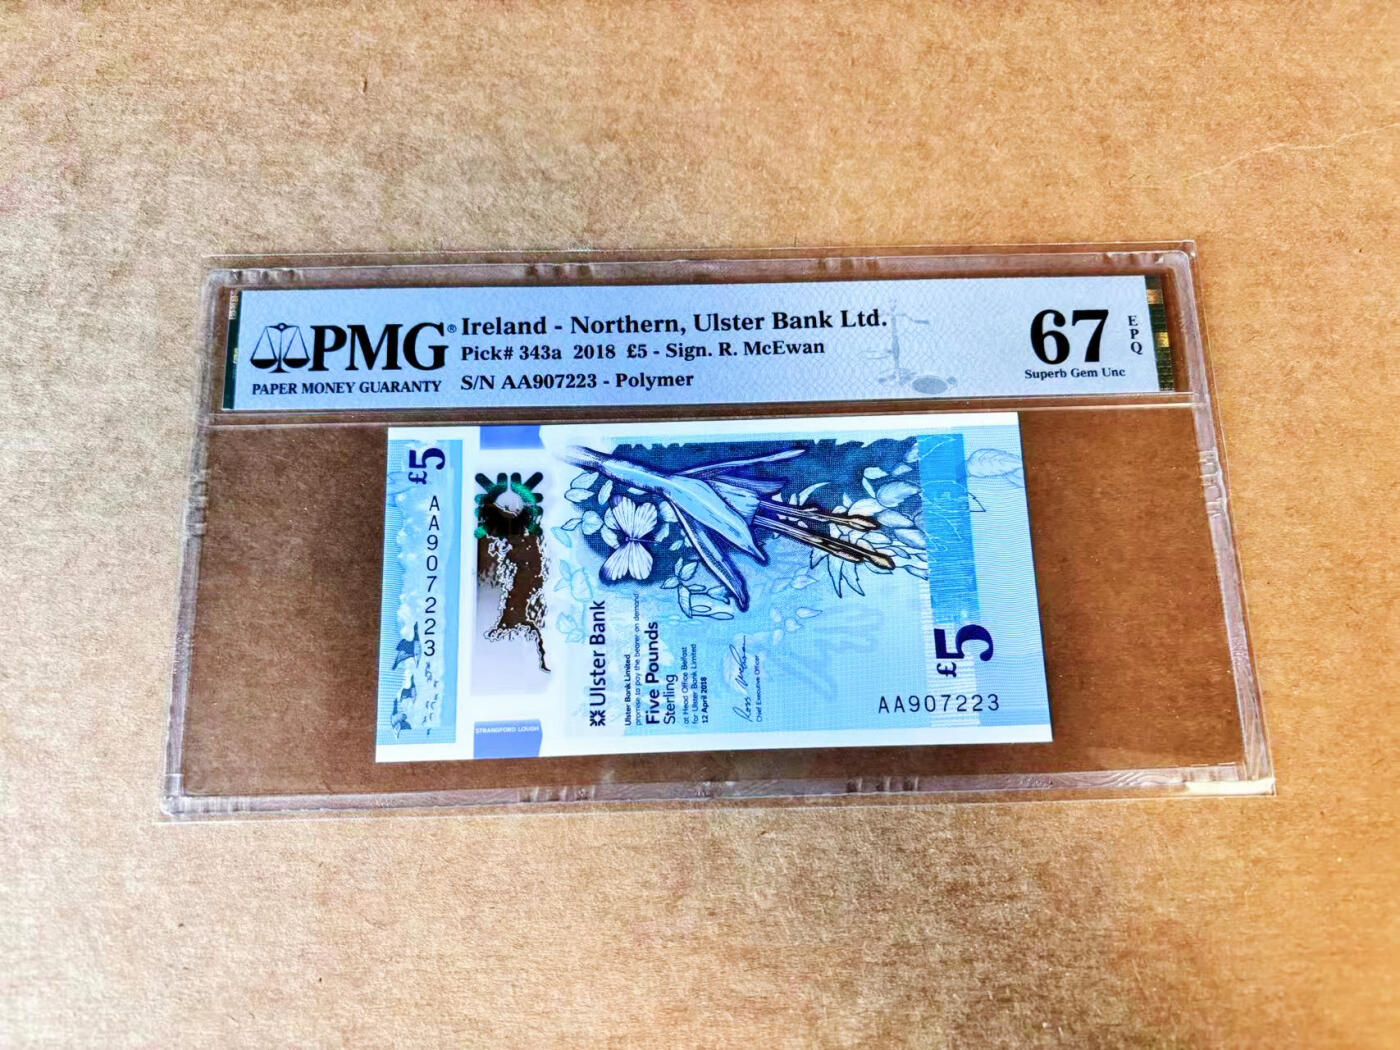 PMG®
PAPER MONEY GUARANTY
Ireland - Northern, Ulster Bank Ltd.
Pick# 343a 2018 £5 - Sign. R. McEwan
S/N AA907223 - Polymer
67
EPQ
Superb Gem Unc
£5
AA907223
STRANGFORD LOUGH
Ulster Bank
Ulster Bank Limited
promise to pay the bearer on demand
Five Pounds
Sterling
at Head Office Belfast
for Ulster Bank Limited
12 April 2018
Chief Executive Officer
£5
AA907223